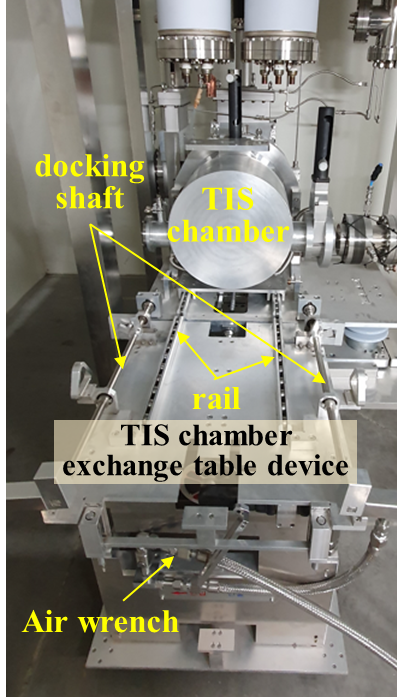 docking
shaft
TIS
chamber
rail
TIS chamber
exchange table device
Air wrench